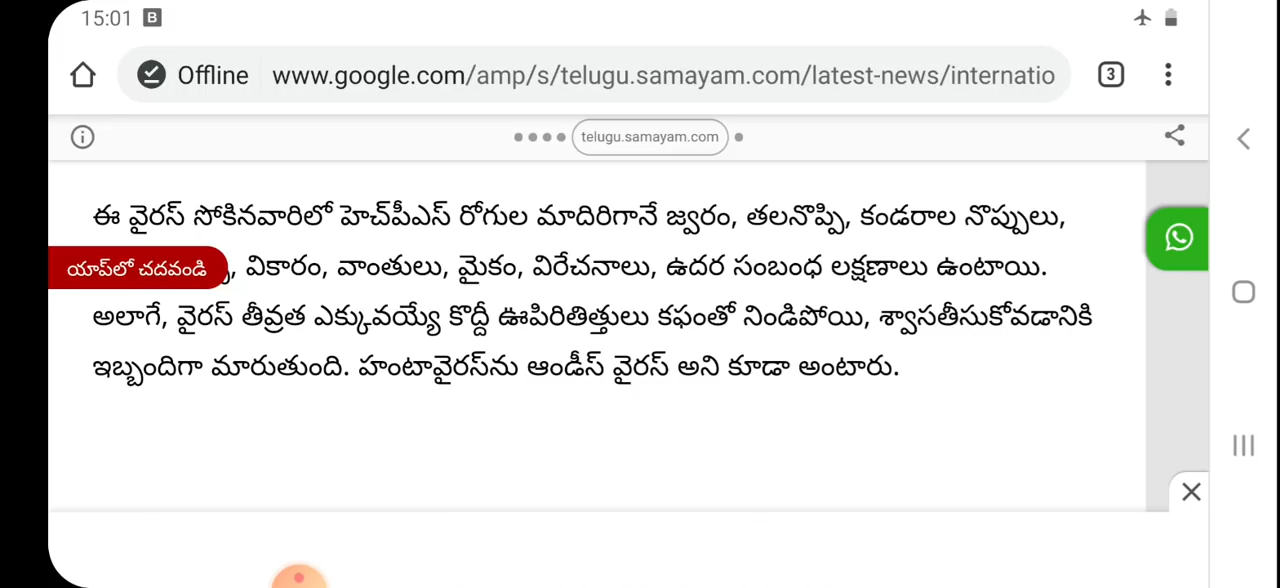 15:01 B
Offline www.google.com/amp/s/telugu.samayam.com/latest-news/internatio 3
telugu.samayam.com
ఈ వైరస్ సోకినవారిలో హెచ్‌పీఎస్ రోగుల మాదిరిగానే జ్వరం, తలనొప్పి, కండరాల నొప్పులు,
యాప్‌లో చదవండి
వికారం, వాంతులు, మైకం, విరేచనాలు, ఉదర సంబంధ లక్షణాలు ఉంటాయి.
అలాగే, వైరస్ తీవ్రత ఎక్కువయ్యే కొద్దీ ఊపిరితిత్తులు కఫంతో నిండిపోయి, శ్వాసతీసుకోవడానికి
ఇబ్బందిగా మారుతుంది. హంటావైరస్‌ను ఆండీస్ వైరస్ అని కూడా అంటారు.